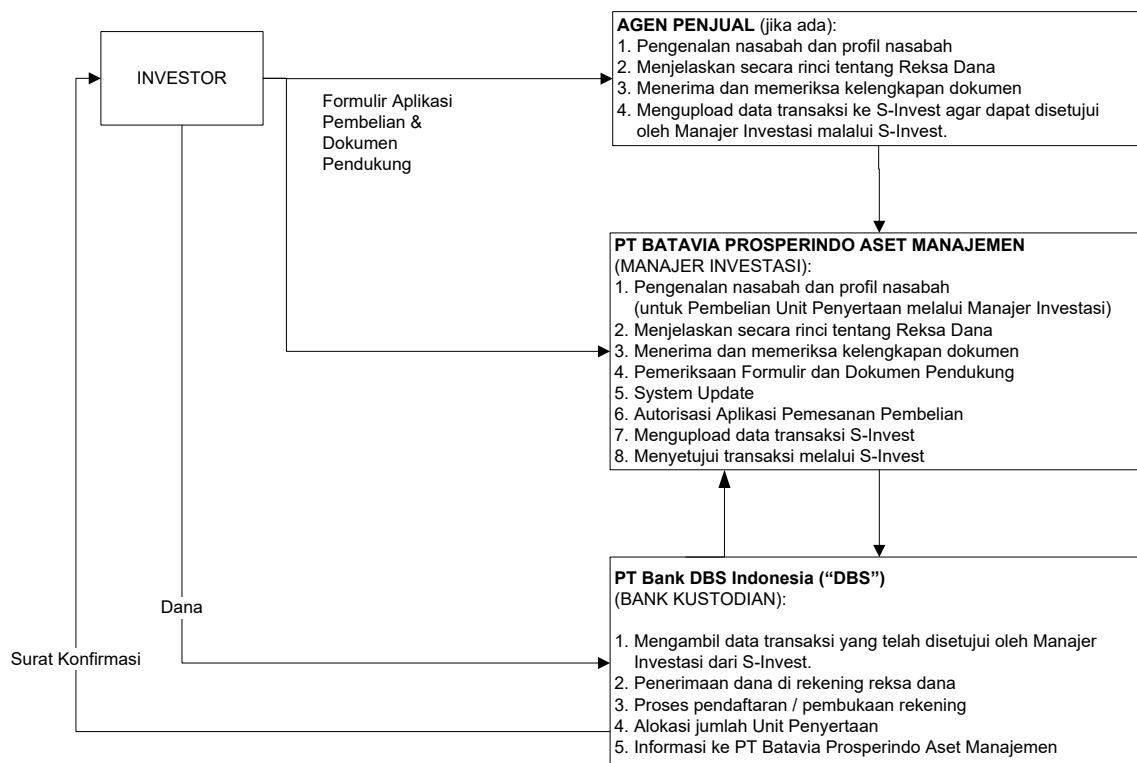 AGEN PENJUAL (jika ada):
1. Pengenalan nasabah dan profil nasabah
2. Menjelaskan secara rinci tentang Reksa Dana
3. Menerima dan memeriksa kelengkapan dokumen
4. Mengupload data transaksi ke S-Invest agar dapat disetujui
oleh Manajer Investasi malalui S-Invest.
INVESTOR
Formulir Aplikasi
Pembelian &
Dokumen
Pendukung
PT BATAVIA PROSPERINDO ASET MANAJEMEN
(MANAJER INVESTASI):
1. Pengenalan nasabah dan profil nasabah
(untuk Pembelian Unit Penyertaan melalui Manajer Investasi)
2. Menjelaskan secara rinci tentang Reksa Dana
3. Menerima dan memeriksa kelengkapan dokumen
4. Pemeriksaan Formulir dan Dokumen Pendukung
5. System Update
6. Autorisasi Aplikasi Pemesanan Pembelian
7. Mengupload data transaksi S-Invest
8. Menyetujui transaksi melalui S-Invest
PT Bank DBS Indonesia (“DBS”)
(BANK KUSTODIAN):
1. Mengambil data transaksi yang telah disetujui oleh Manajer
Investasi dari S-Invest.
2. Penerimaan dana di rekening reksa dana
3. Proses pendaftaran / pembukaan rekening
4. Alokasi jumlah Unit Penyertaan
5. Informasi ke PT Batavia Prosperindo Aset Manajemen
Dana
Surat Konfirmasi